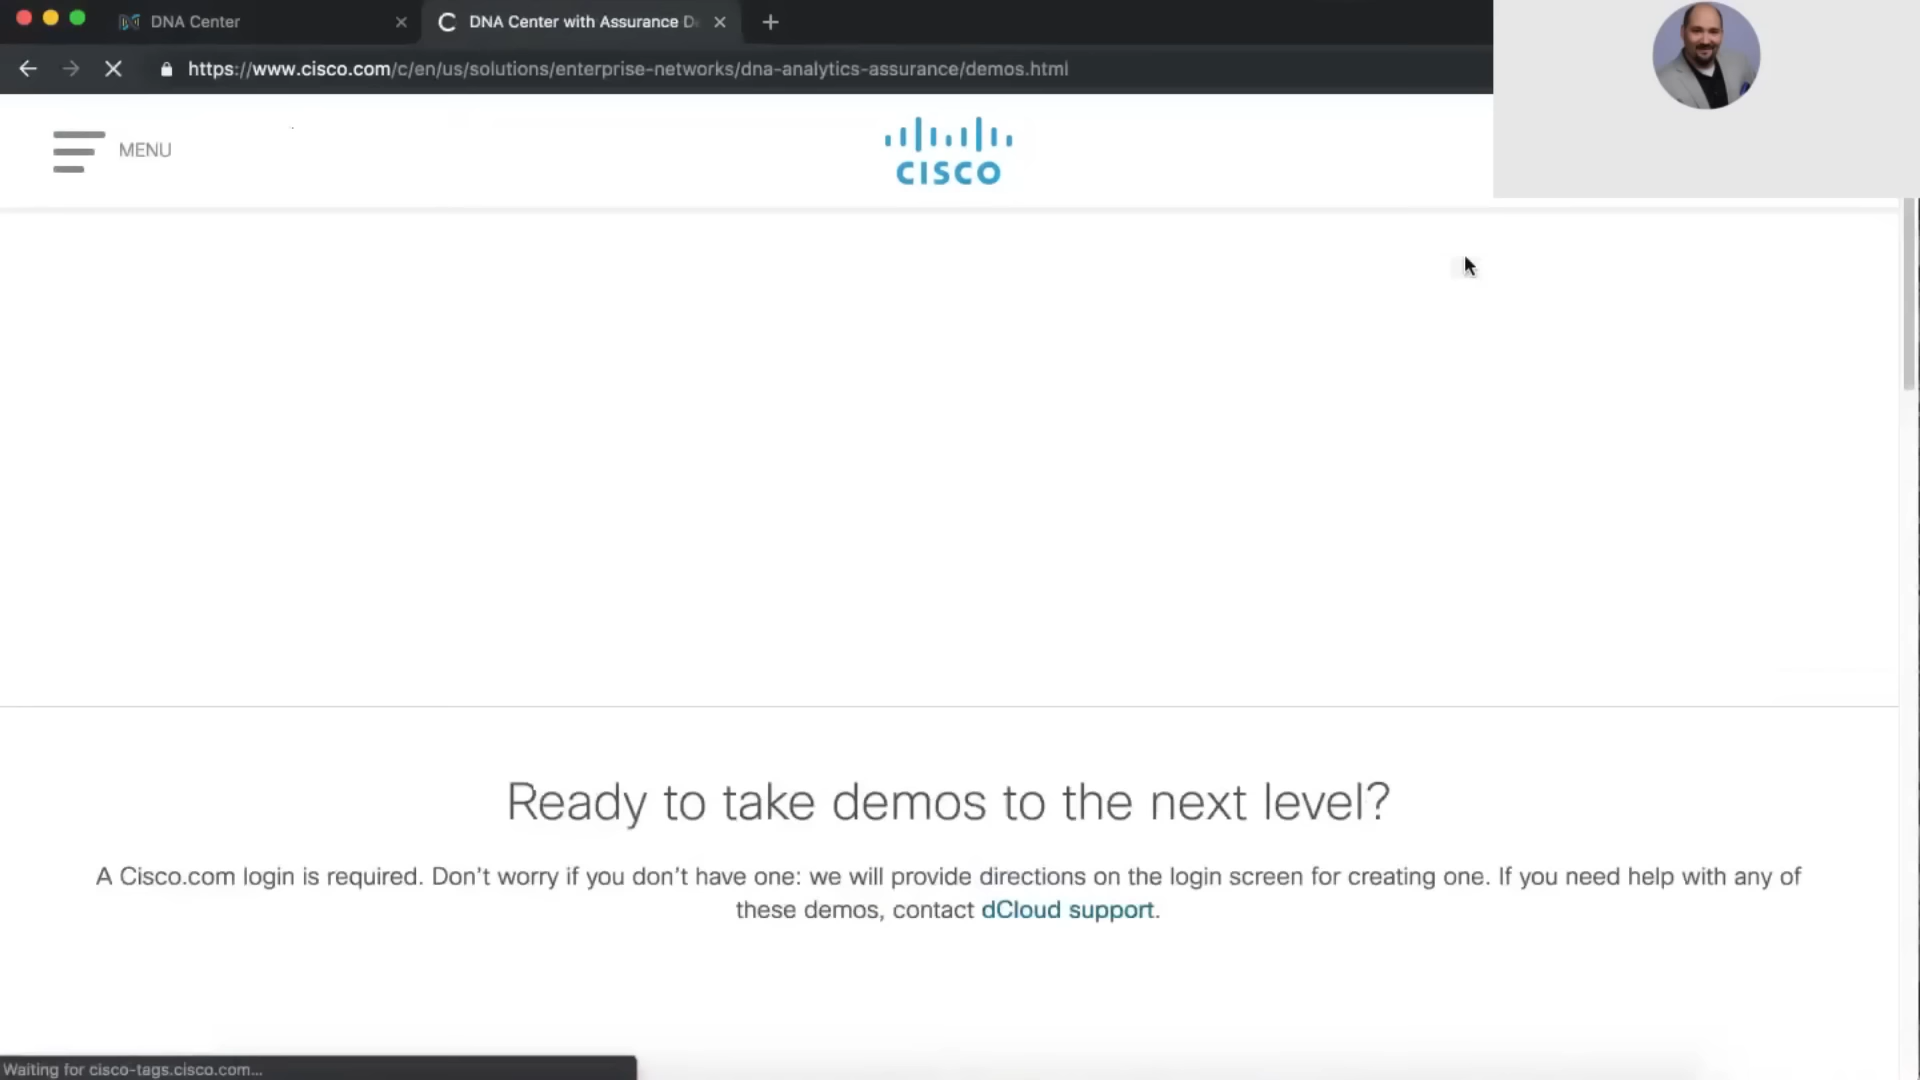 DNA Center
DNA Center with Assurance D
https://www.cisco.com/c/en/us/solutions/enterprise-networks/dna-analytics-assurance/demos.html
MENU
CISCO
Ready to take demos to the next level?
A Cisco.com login is required. Don't worry if you don't have one: we will provide directions on the login screen for creating one. If you need help with any of
these demos, contact dCloud support.
Waiting for cisco-tags.cisco.com...